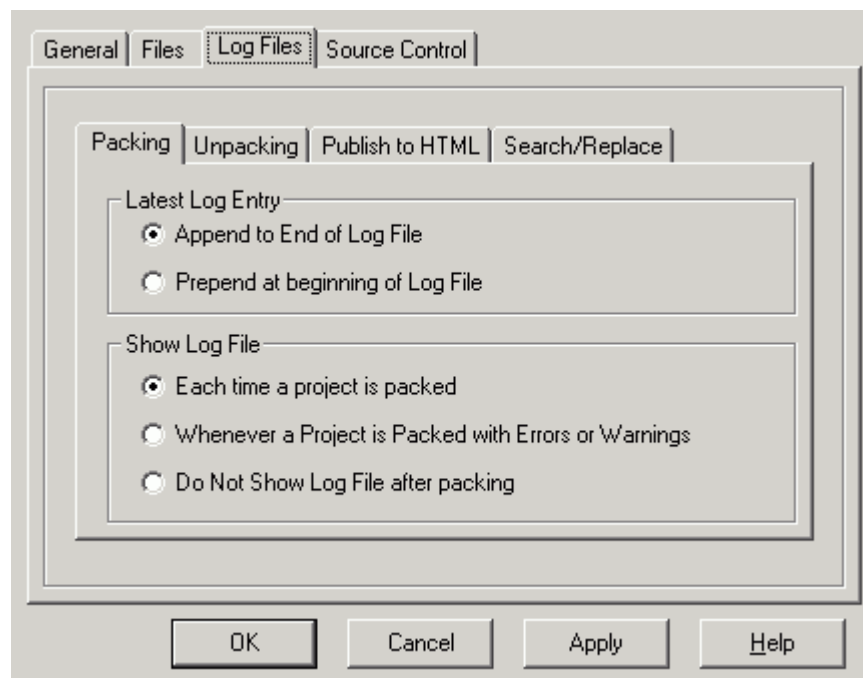 General Files Log Files Source Control
Packing Unpacking Publish to HTML Search/Replace
Latest Log Entry
Append to End of Log File
Prepend at beginning of Log File
Show Log File
Each time a project is packed
Whenever a Project is Packed with Errors or Warnings
Do Not Show Log File after packing
OK Cancel Apply Help